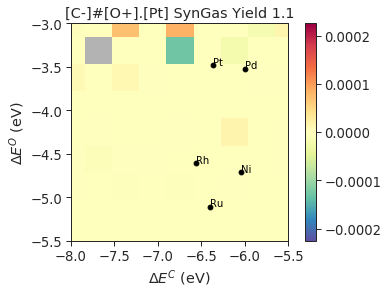 [C-]#[O+].[Pt] SynGas Yield 1.1
−3.0
−3.5
−4.0
−4.5
−5.0
−5.5
ΔE^O (eV)
Pt
Pd
Rh
Ni
Ru
−8.0 −7.5 −7.0 −6.5 −6.0 −5.5
ΔE^C (eV)
0.0002
0.0001
0.0000
−0.0001
−0.0002